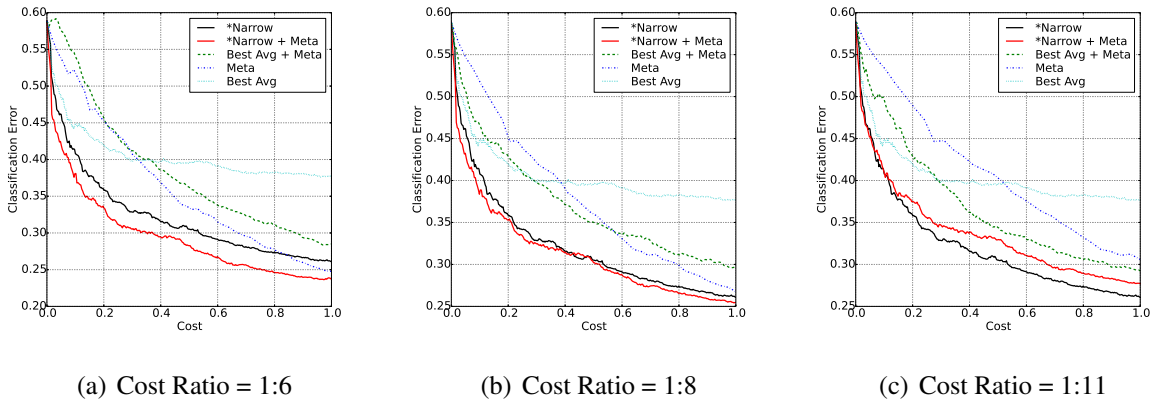 0.60
0.55
0.50
0.45
0.40
0.35
0.30
0.25
0.20
0.0 0.2 0.4 0.6 0.8 1.0
Cost
Classification Error
*Narrow
*Narrow + Meta
Best Avg + Meta
Meta
Best Avg
(a) Cost Ratio = 1:6
0.60
0.55
0.50
0.45
0.40
0.35
0.30
0.25
0.0 0.2 0.4 0.6 0.8 1.0
Cost
Classification Error
*Narrow
*Narrow + Meta
Best Avg + Meta
Meta
Best Avg
(b) Cost Ratio = 1:8
0.60
0.55
0.50
0.45
0.40
0.35
0.30
0.25
0.0 0.2 0.4 0.6 0.8 1.0
Cost
Classification Error
*Narrow
*Narrow + Meta
Best Avg + Meta
Meta
Best Avg
(c) Cost Ratio = 1:11